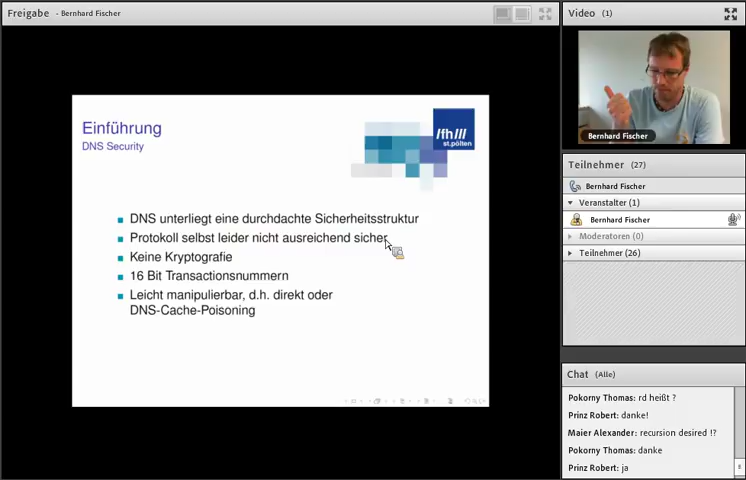 Freigabe - Bernhard Fischer
Einführung
DNS Security
/fh///
st.pölten
DNS unterliegt eine durchdachte Sicherheitsstruktur
Protokoll selbst leider nicht ausreichend sicher
Keine Kryptografie
16 Bit Transactionsnummern
Leicht manipulierbar, d.h. direkt oder
DNS-Cache-Poisoning
Video (1)
Bernhard Fischer
Teilnehmer (27)
Bernhard Fischer
Veranstalter (1)
Bernhard Fischer
Moderatoren (0)
Teilnehmer (26)
Chat (Alle)
Pokorny Thomas: rd heißt ?
Prinz Robert: danke!
Maier Alexander: recursion desired !?
Pokorny Thomas: danke
Prinz Robert: ja